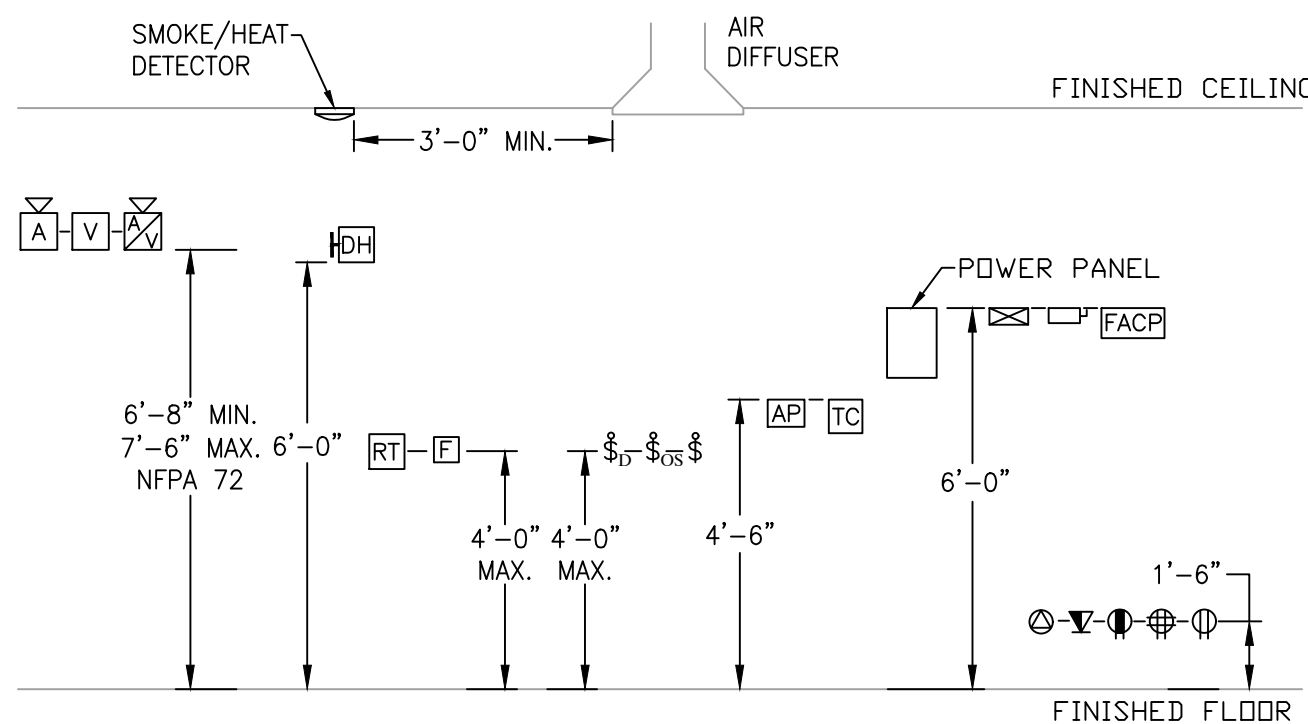 SMOKE/HEAT
DETECTOR
AIR
DIFFUSER
FINISHED CEILING
3'-0" MIN.
A
V
A/V
DH
POWER PANEL
FACP
6'-8" MIN.
7'-6" MAX.
NFPA 72
6'-0"
RT
F
$D
$OS
$
AP
TC
4'-0"
MAX.
4'-0"
MAX.
4'-6"
6'-0"
1'-6"
FINISHED FLOOR